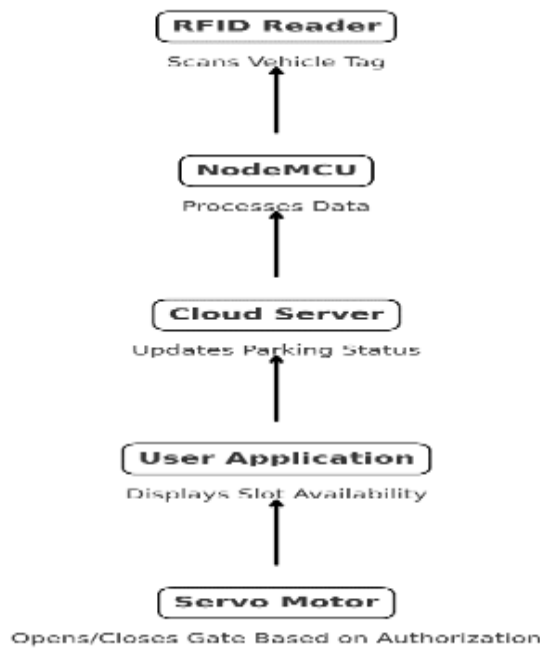 RFID Reader
Scans Vehicle Tag
NodeMCU
Processes Data
Cloud Server
Updates Parking Status
User Application
Displays Slot Availability
Servo Motor
Opens/Closes Gate Based on Authorization